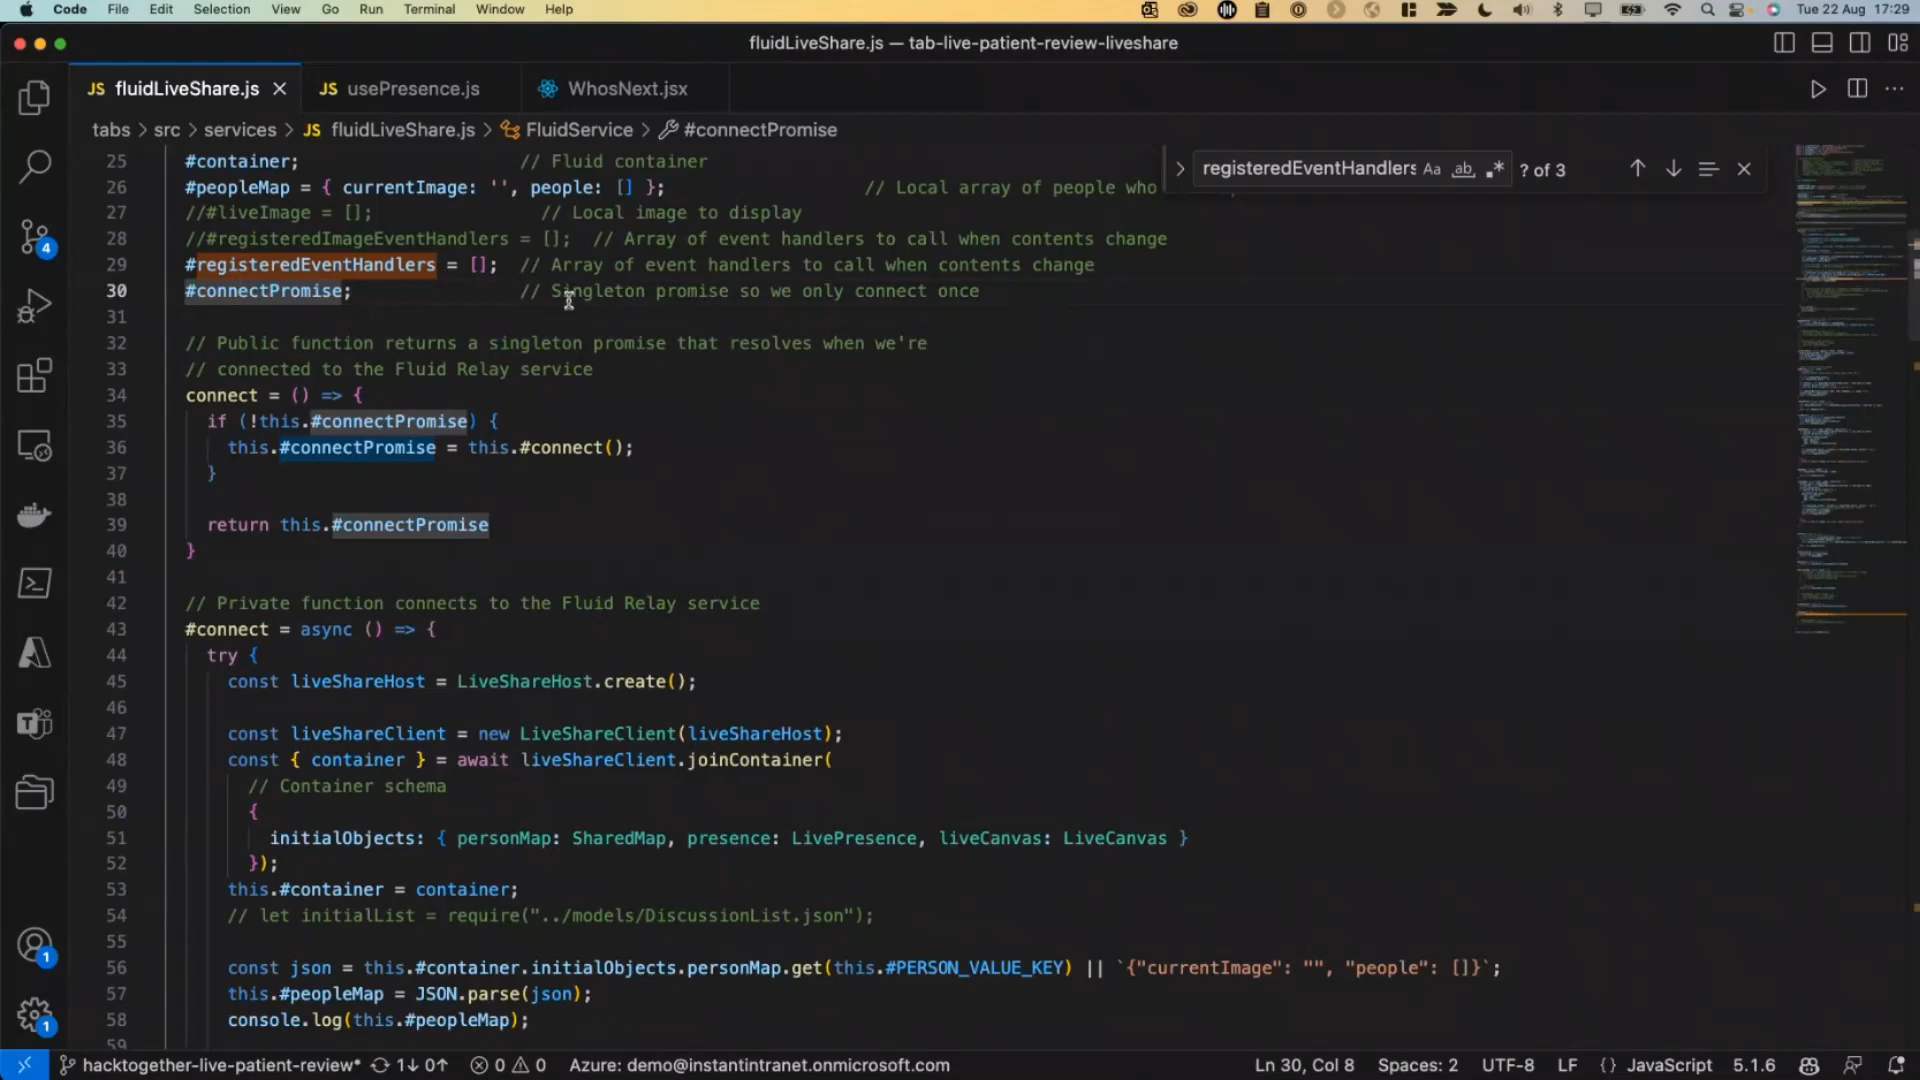 Code File Edit Selection View Go Run Terminal Window Help Tue 22 Aug 17:29
fluidLiveShare.js — tab-live-patient-review-liveshare
JS fluidLiveShare.js JS usePresence.js WhosNext.jsx
tabs > src > services > JS fluidLiveShare.js > FluidService > #connectPromise
registeredEventHandlers Aa ab .* ? of 3
25 #container; // Fluid container
26 #peopleMap = { currentImage: '', people: [] }; // Local array of people who
27 //#liveImage = []; // Local image to display
28 //#registeredImageEventHandlers = []; // Array of event handlers to call when contents change
29 #registeredEventHandlers = []; // Array of event handlers to call when contents change
30 #connectPromise; // Singleton promise so we only connect once
31
32 // Public function returns a singleton promise that resolves when we're
33 // connected to the Fluid Relay service
34 connect = () => {
35 if (!this.#connectPromise) {
36 this.#connectPromise = this.#connect();
37 }
38
39 return this.#connectPromise
40 }
41
42 // Private function connects to the Fluid Relay service
43 #connect = async () => {
44 try {
45 const liveShareHost = LiveShareHost.create();
46
47 const liveShareClient = new LiveShareClient(liveShareHost);
48 const { container } = await liveShareClient.joinContainer(
49 // Container schema
50 {
51 initialObjects: { personMap: SharedMap, presence: LivePresence, liveCanvas: LiveCanvas }
52 });
53 this.#container = container;
54 // let initialList = require("../models/DiscussionList.json");
55
56 const json = this.#container.initialObjects.personMap.get(this.#PERSON_VALUE_KEY) || `{"currentImage": "", "people": []}`;
57 this.#peopleMap = JSON.parse(json);
58 console.log(this.#peopleMap);
59
4
1
1
hacktogether-live-patient-review* 1↓ 0↑ 0 0 Azure: demo@instantintranet.onmicrosoft.com Ln 30, Col 8 Spaces: 2 UTF-8 LF {} JavaScript 5.1.6